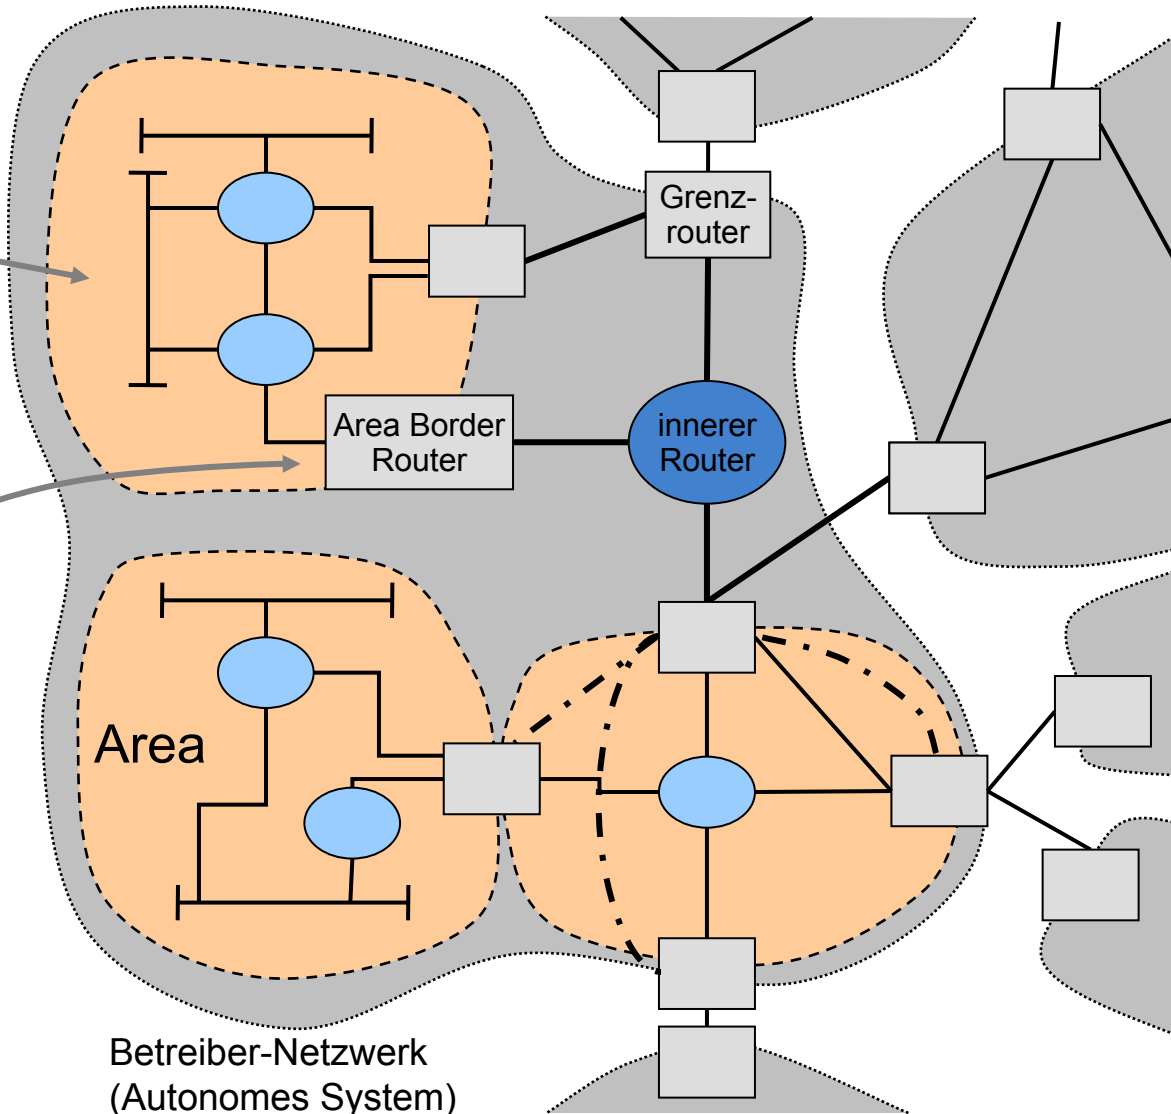 Grenz-
router
Area Border
Router
innerer
Router
Area
Betreiber-Netzwerk
(Autonomes System)